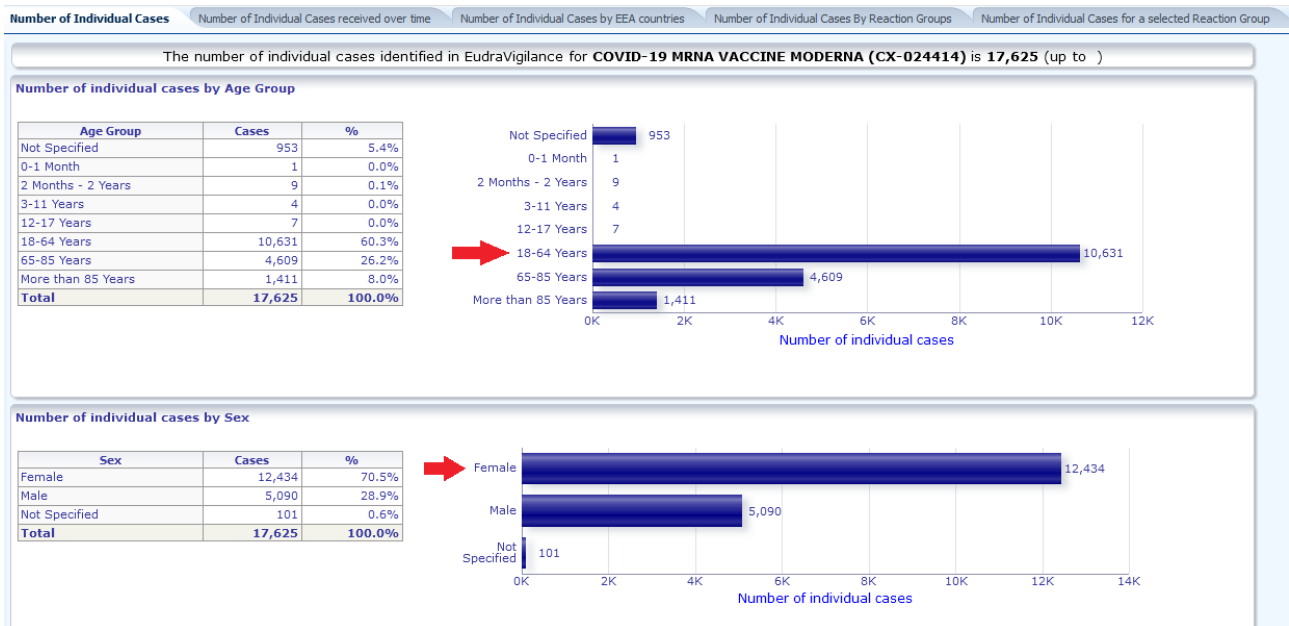 Number of Individual Cases Number of Individual Cases received over time Number of Individual Cases by EEA countries Number of Individual Cases By Reaction Groups Number of Individual Cases for a selected Reaction Group
The number of individual cases identified in EudraVigilance for COVID-19 MRNA VACCINE MODERNA (CX-024414) is 17,625 (up to )
Number of individual cases by Age Group
Age Group Cases %
Not Specified 953 5.4%
0-1 Month 1 0.0%
2 Months - 2 Years 9 0.1%
3-11 Years 4 0.0%
12-17 Years 7 0.0%
18-64 Years 10,631 60.3%
65-85 Years 4,609 26.2%
More than 85 Years 1,411 8.0%
Total 17,625 100.0%
Not Specified 953
0-1 Month 1
2 Months - 2 Years 9
3-11 Years 4
12-17 Years 7
18-64 Years 10,631
65-85 Years 4,609
More than 85 Years 1,411
0K 2K 4K 6K 8K 10K 12K
Number of individual cases
Number of individual cases by Sex
Sex Cases %
Female 12,434 70.5%
Male 5,090 28.9%
Not Specified 101 0.6%
Total 17,625 100.0%
Female 12,434
Male 5,090
Not
Specified 101
0K 2K 4K 6K 8K 10K 12K 14K
Number of individual cases